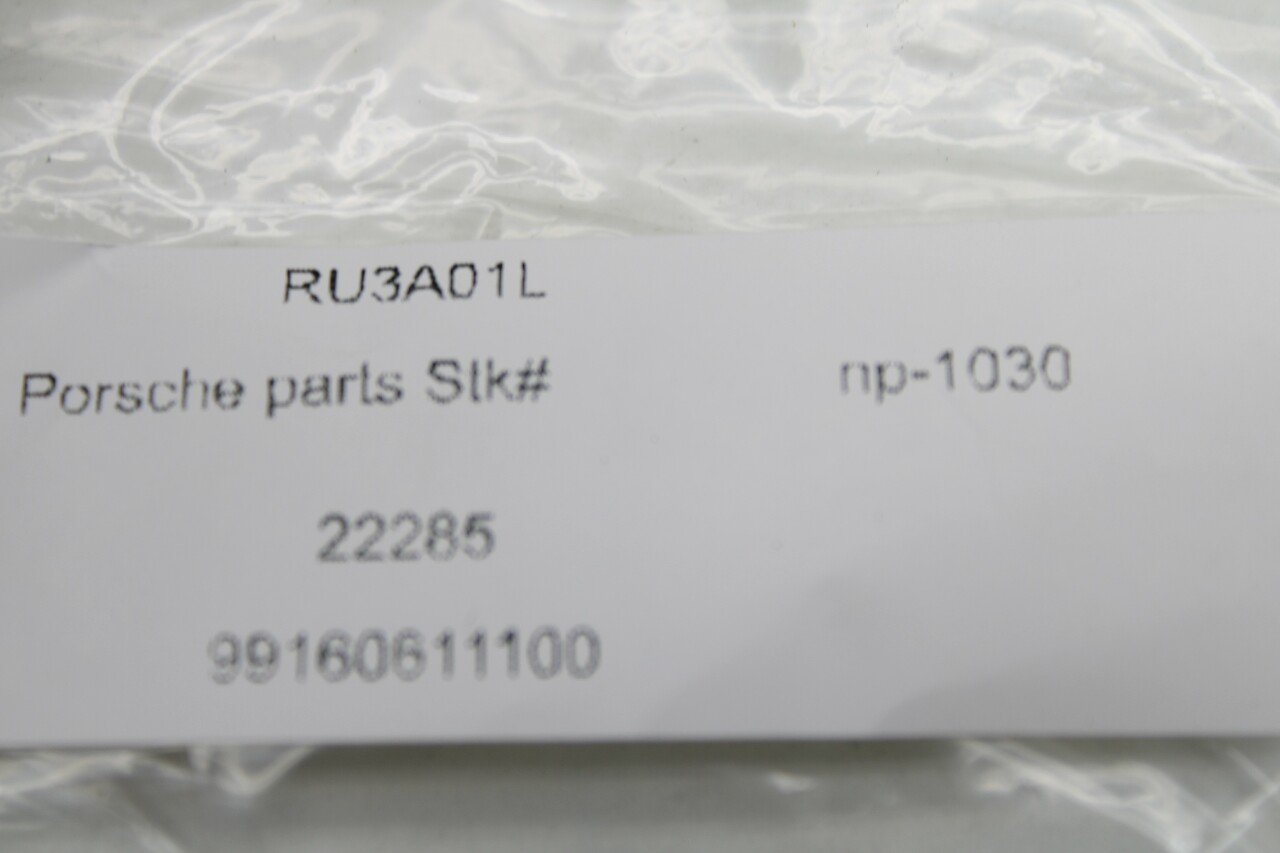 RU3A01L
Porsche parts Stk# np-1030
22285
99160611100